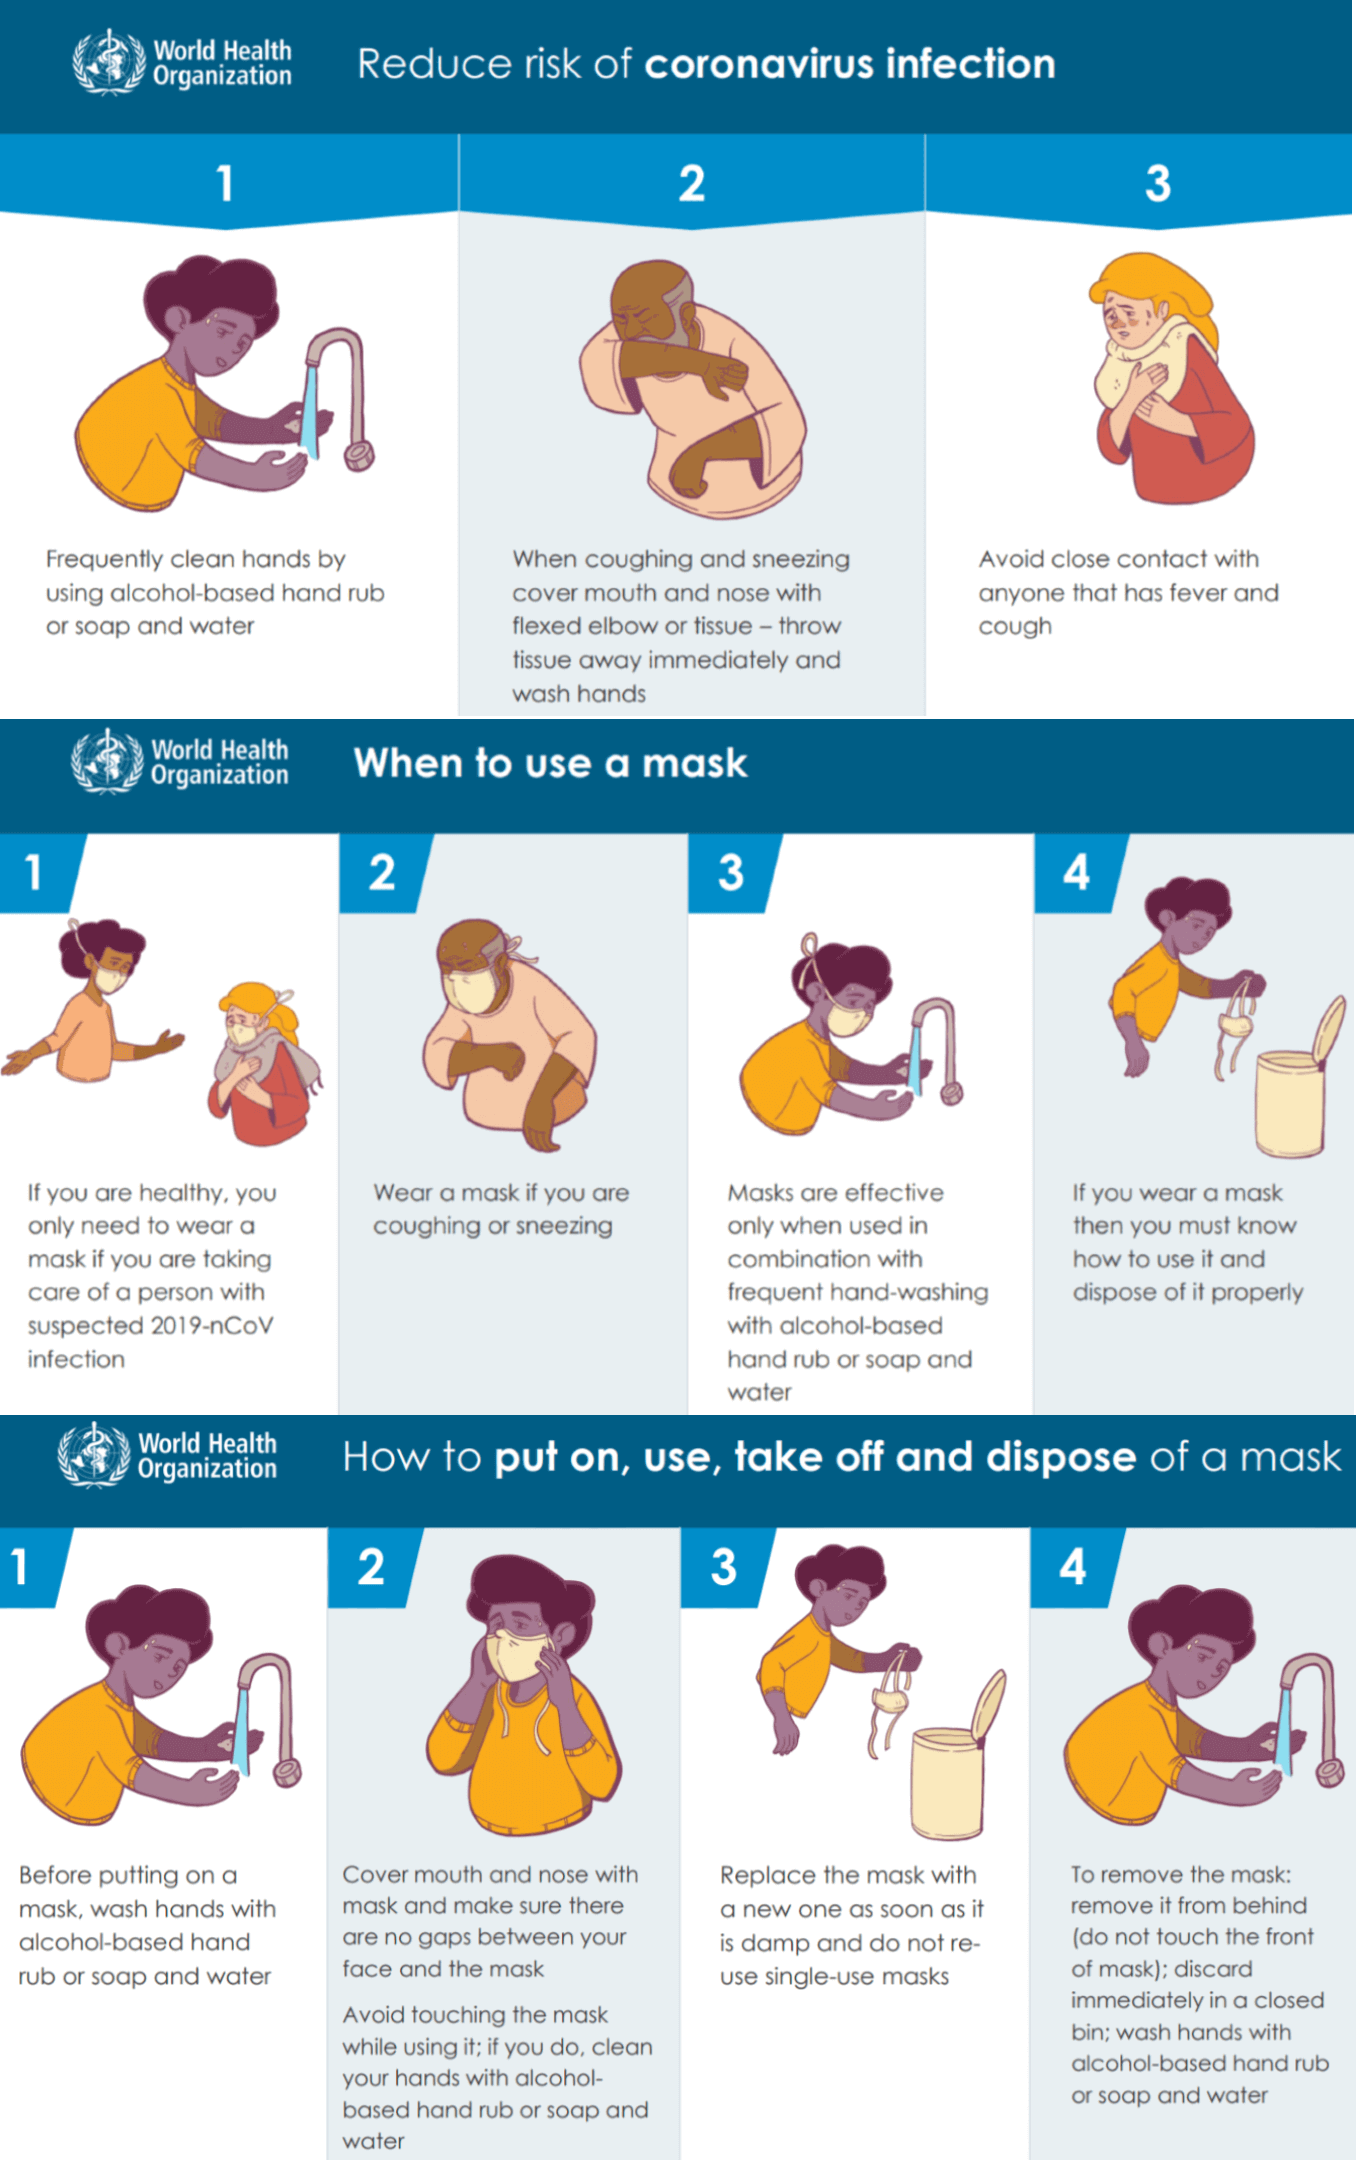 World Health
Organization
Reduce risk of coronavirus infection
1
Frequently clean hands by
using alcohol-based hand rub
or soap and water
2
When coughing and sneezing
cover mouth and nose with
flexed elbow or tissue – throw
tissue away immediately and
wash hands
3
Avoid close contact with
anyone that has fever and
cough
World Health
Organization
When to use a mask
1
If you are healthy, you
only need to wear a
mask if you are taking
care of a person with
suspected 2019-nCoV
infection
2
Wear a mask if you are
coughing or sneezing
3
Masks are effective
only when used in
combination with
frequent hand-washing
with alcohol-based
hand rub or soap and
water
4
If you wear a mask
then you must know
how to use it and
dispose of it properly
World Health
Organization
How to put on, use, take off and dispose of a mask
1
Before putting on a
mask, wash hands with
alcohol-based hand
rub or soap and water
2
Cover mouth and nose with
mask and make sure there
are no gaps between your
face and the mask
Avoid touching the mask
while using it; if you do, clean
your hands with alcohol-
based hand rub or soap and
water
3
Replace the mask with
a new one as soon as it
is damp and do not re-
use single-use masks
4
To remove the mask:
remove it from behind
(do not touch the front
of mask); discard
immediately in a closed
bin; wash hands with
alcohol-based hand rub
or soap and water